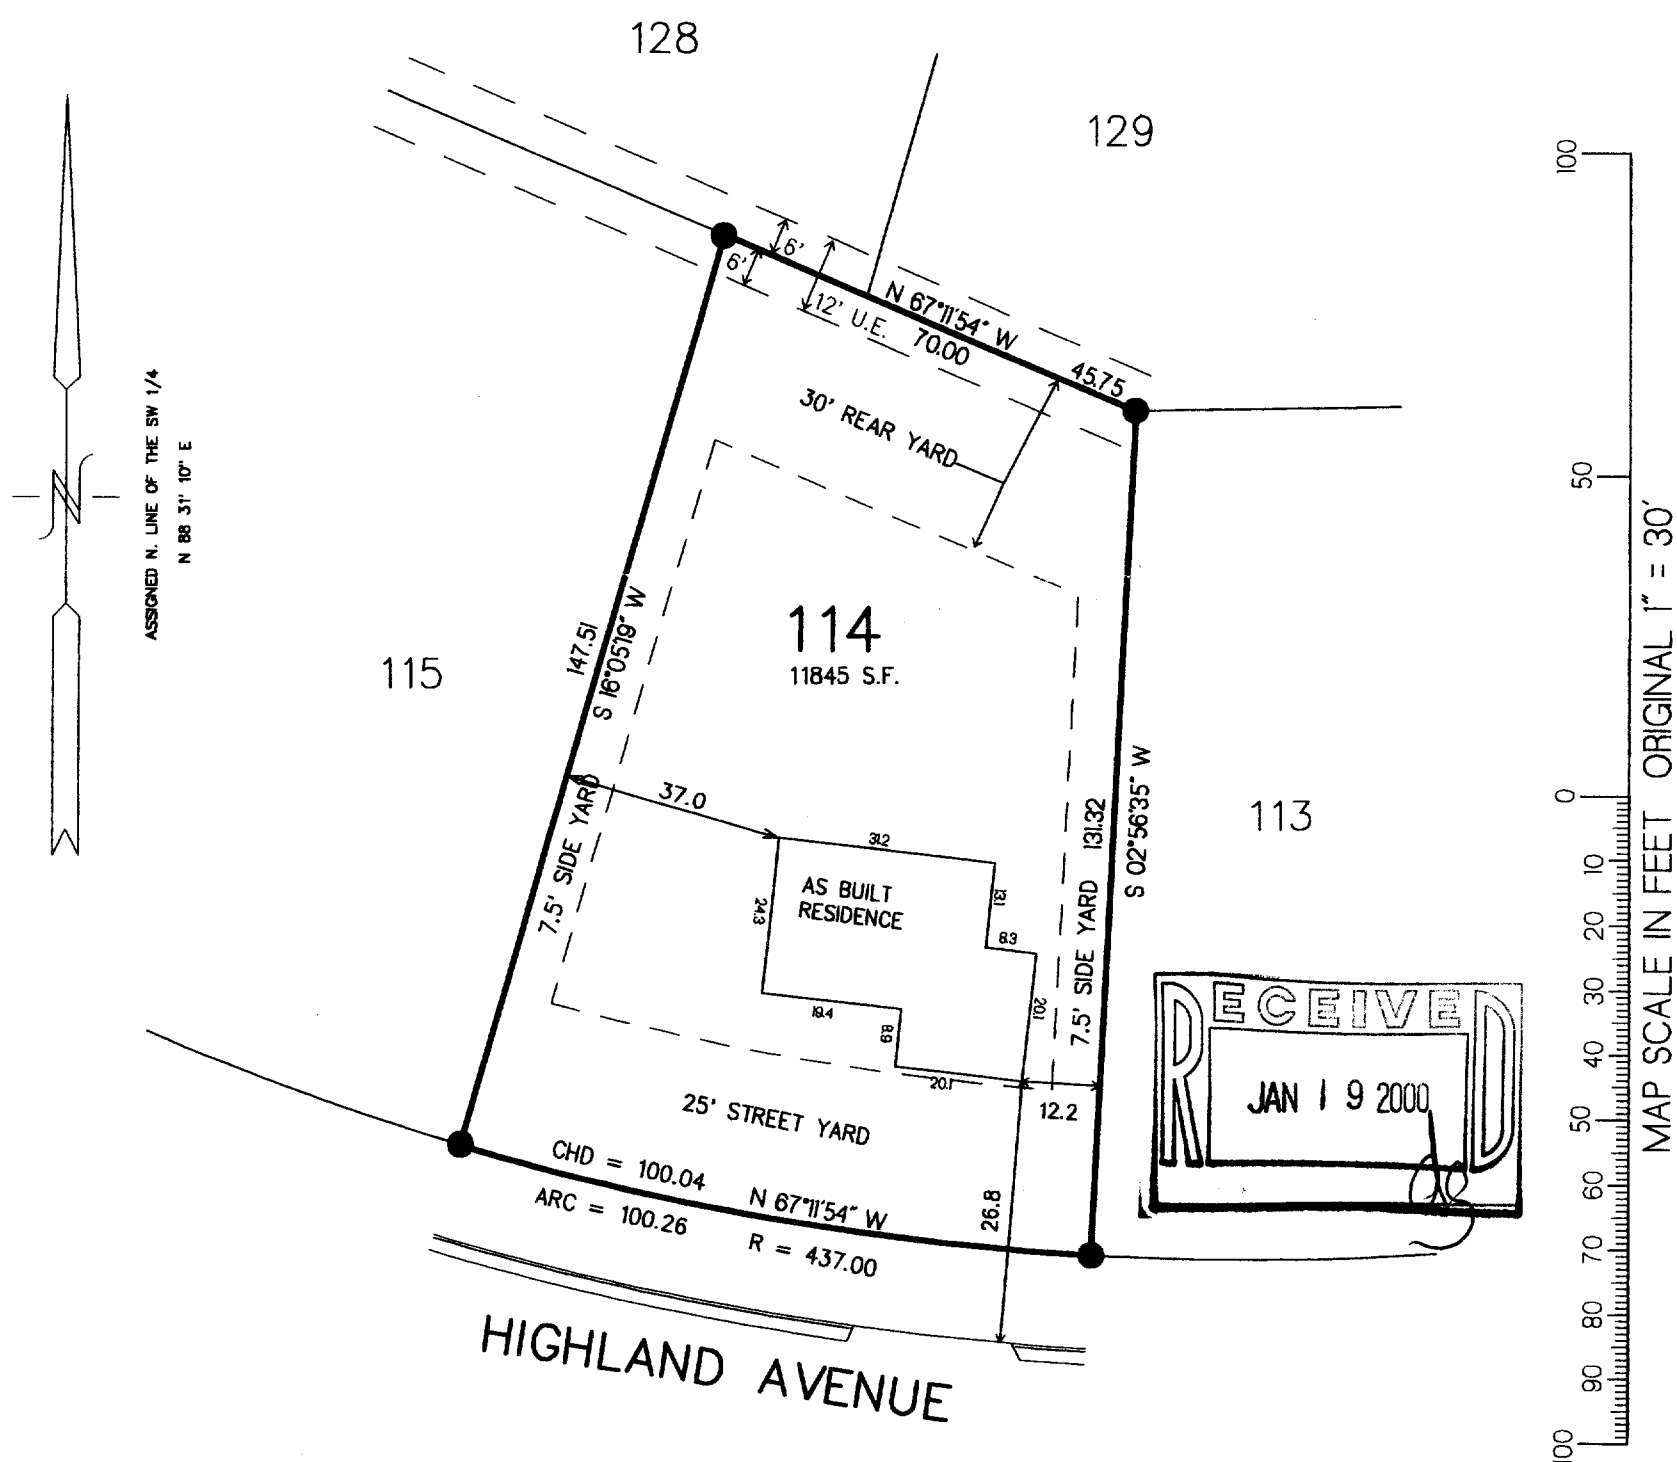 128
129
6'
6'
12' U.E.
N 67°11'54" W
70.00
45.75
30' REAR YARD
ASSIGNED N. LINE OF THE SW 1/4
N 88 31' 10" E
N
114
11845 S.F.
115
147.51
S 16°05'19" W
7.5' SIDE YARD
37.0
31.2
AS BUILT
RESIDENCE
24.3
13.1
8.3
20.1
19.4
8.9
20.1
7.5' SIDE YARD
131.32
S 02°56'35" W
113
12.2
26.8
25' STREET YARD
CHD = 100.04
N 67°11'54" W
ARC = 100.26
R = 437.00
HIGHLAND AVENUE
RECEIVED
JAN 19 2000
100
50
0
10
20
30
40
50
60
70
80
90
100
MAP SCALE IN FEET ORIGINAL 1" = 30'